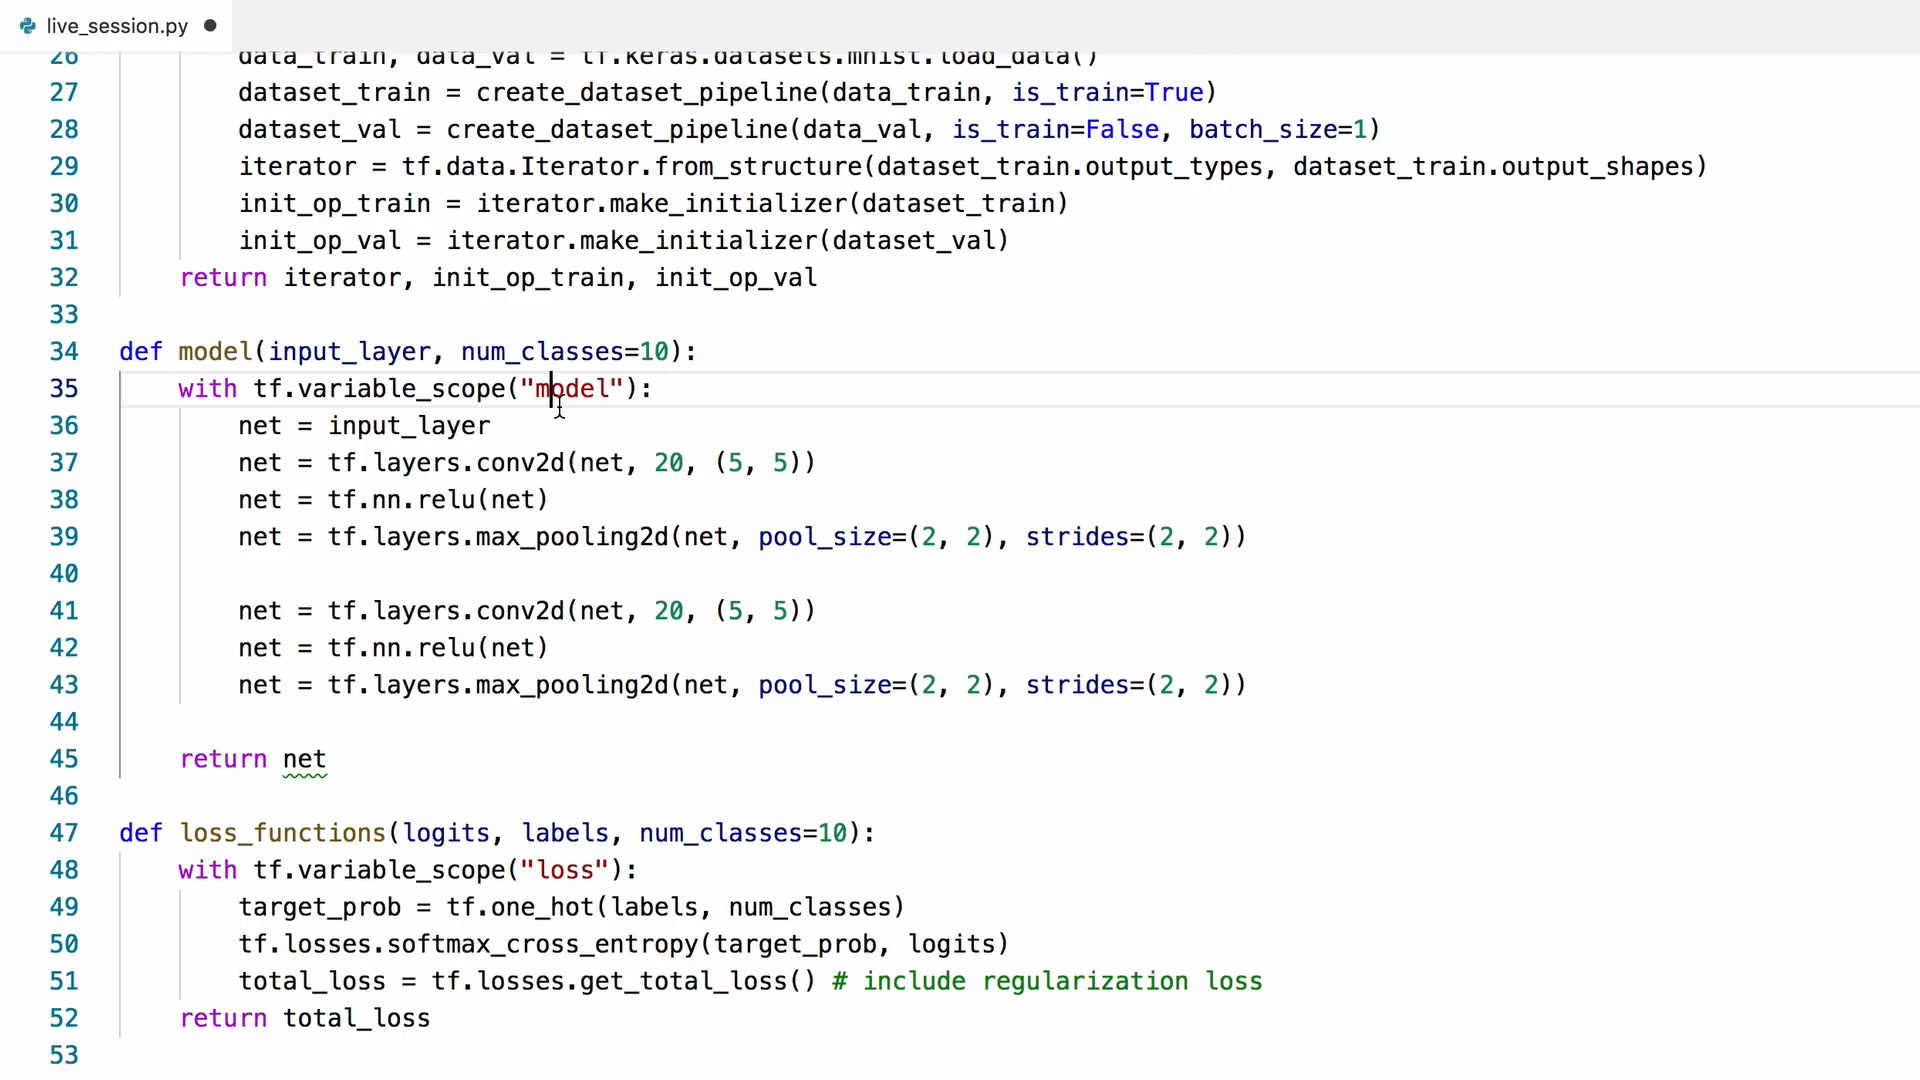 live_session.py
26 data_train, data_val = tf.keras.datasets.mnist.load_data()
27 dataset_train = create_dataset_pipeline(data_train, is_train=True)
28 dataset_val = create_dataset_pipeline(data_val, is_train=False, batch_size=1)
29 iterator = tf.data.Iterator.from_structure(dataset_train.output_types, dataset_train.output_shapes)
30 init_op_train = iterator.make_initializer(dataset_train)
31 init_op_val = iterator.make_initializer(dataset_val)
32 return iterator, init_op_train, init_op_val
33
34 def model(input_layer, num_classes=10):
35 with tf.variable_scope("model"):
36 net = input_layer
37 net = tf.layers.conv2d(net, 20, (5, 5))
38 net = tf.nn.relu(net)
39 net = tf.layers.max_pooling2d(net, pool_size=(2, 2), strides=(2, 2))
40
41 net = tf.layers.conv2d(net, 20, (5, 5))
42 net = tf.nn.relu(net)
43 net = tf.layers.max_pooling2d(net, pool_size=(2, 2), strides=(2, 2))
44
45 return net
46
47 def loss_functions(logits, labels, num_classes=10):
48 with tf.variable_scope("loss"):
49 target_prob = tf.one_hot(labels, num_classes)
50 tf.losses.softmax_cross_entropy(target_prob, logits)
51 total_loss = tf.losses.get_total_loss() # include regularization loss
52 return total_loss
53